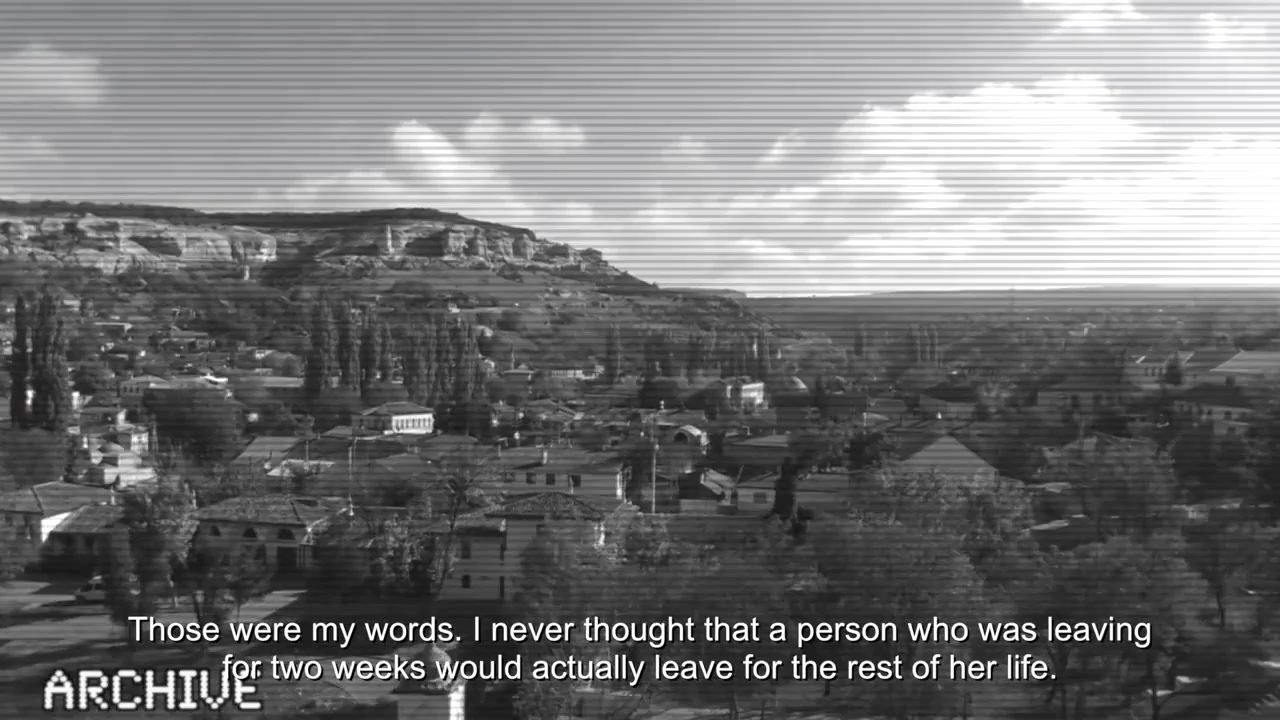 Those were my words. I never thought that a person who was leaving
for two weeks would actually leave for the rest of her life.
ARCHIVE